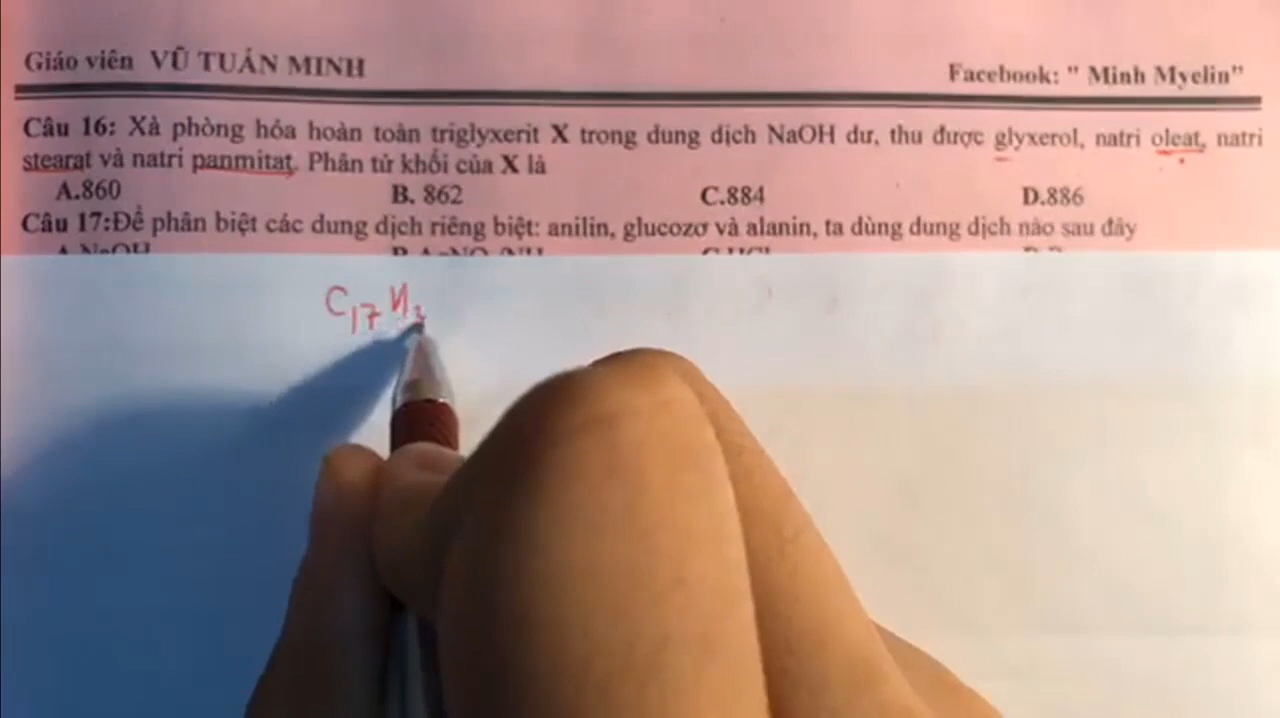 Giáo viên VŨ TUẤN MINH
Facebook: " Minh Myelin"
Câu 16: Xà phòng hóa hoàn toàn triglyxerit X trong dung dịch NaOH dư, thu được glyxerol, natri oleat, natri
stearat và natri panmitat. Phân tử khối của X là
A.860 B. 862 C.884 D.886
Câu 17:Để phân biệt các dung dịch riêng biệt: anilin, glucozơ và alanin, ta dùng dung dịch nào sau đây
C17H3